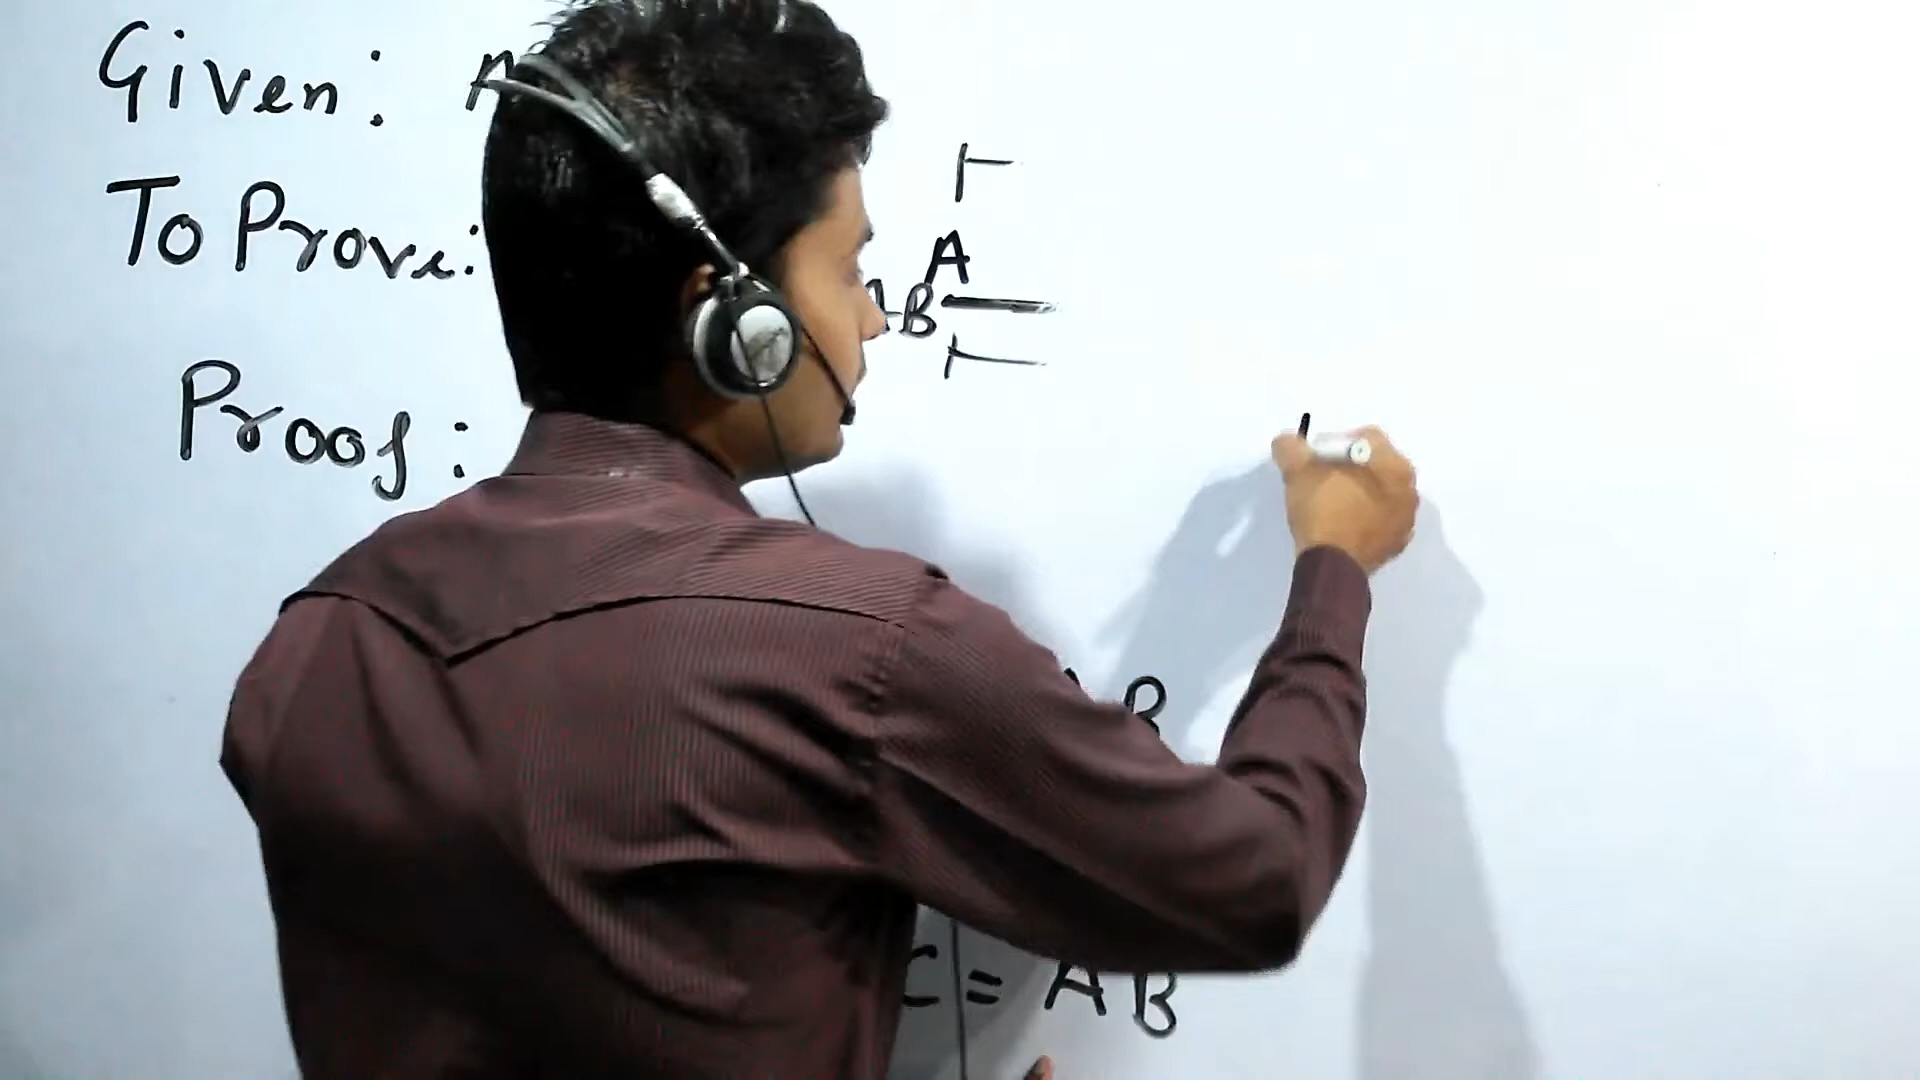 Given: A
To Prove:
A
B
Proof:
B
C = AB